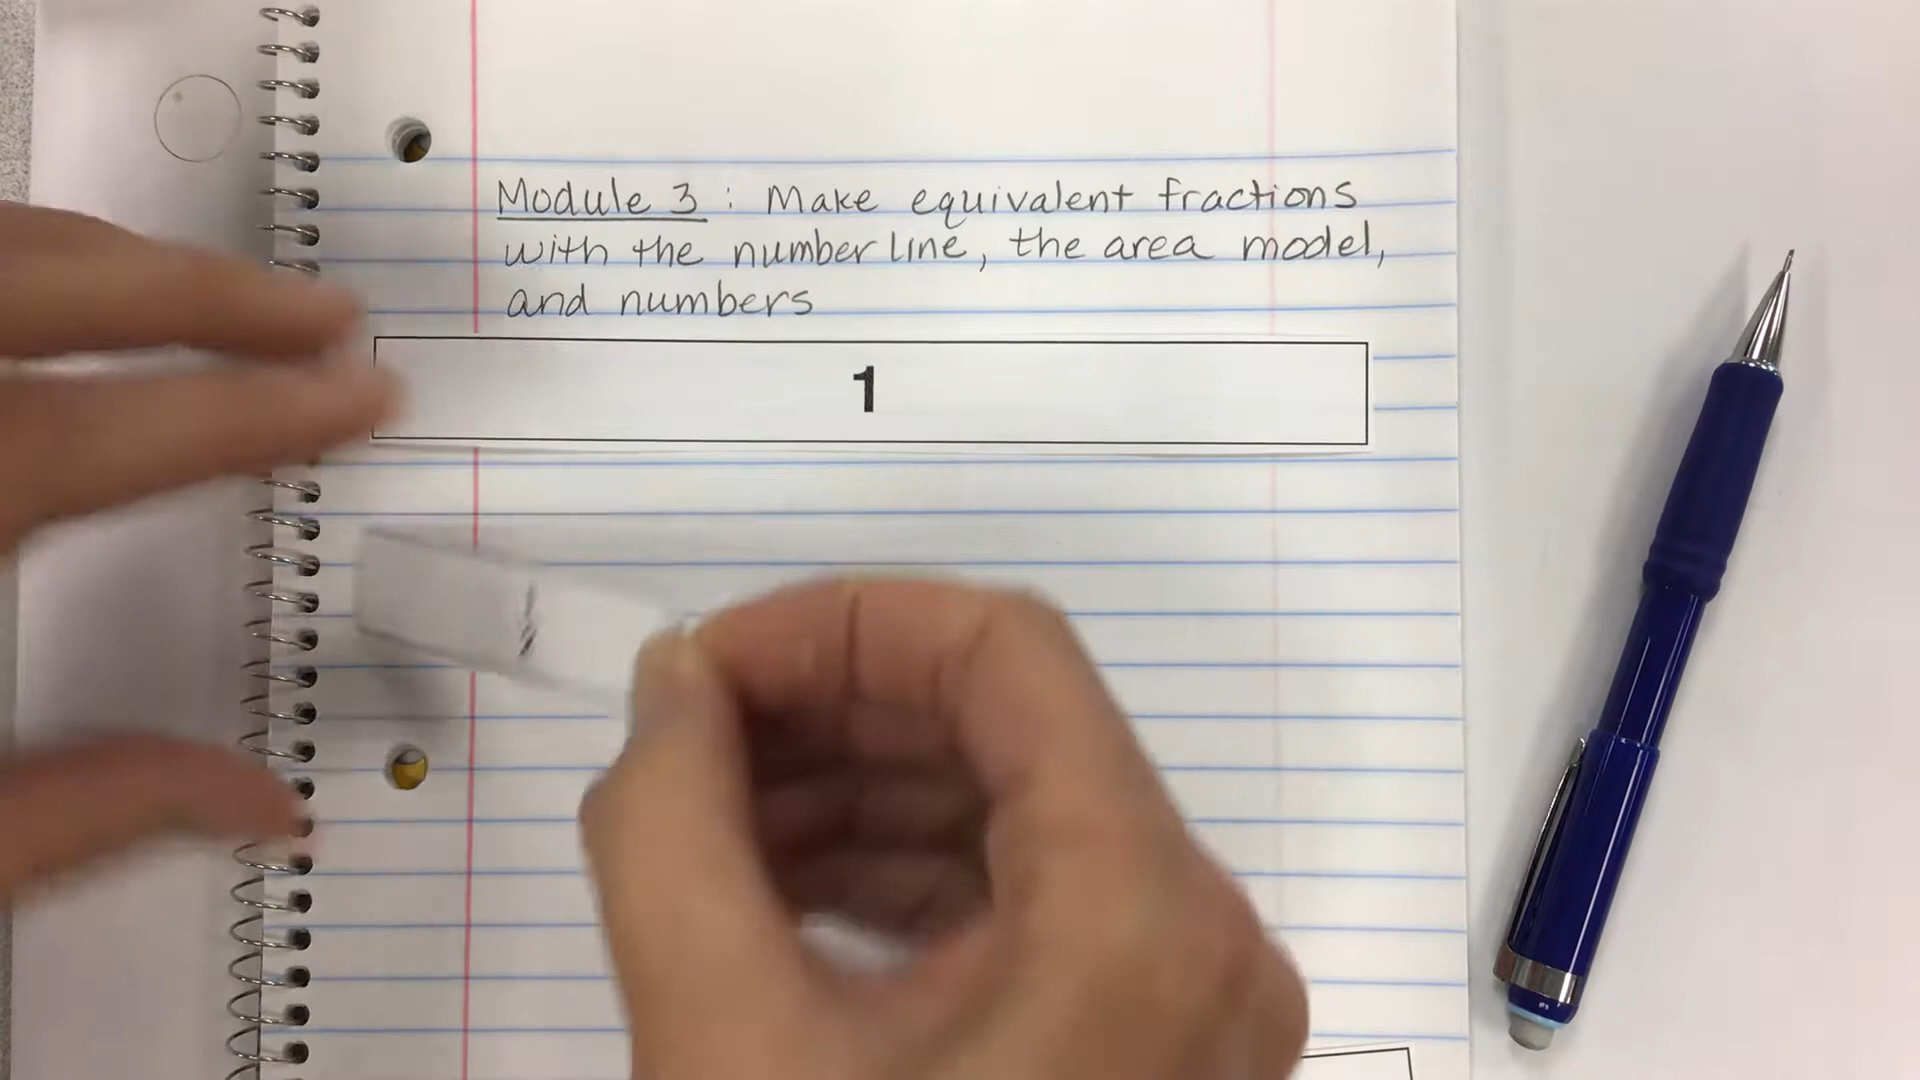 Module 3 : Make equivalent fractions
with the number line, the area model,
and numbers
1